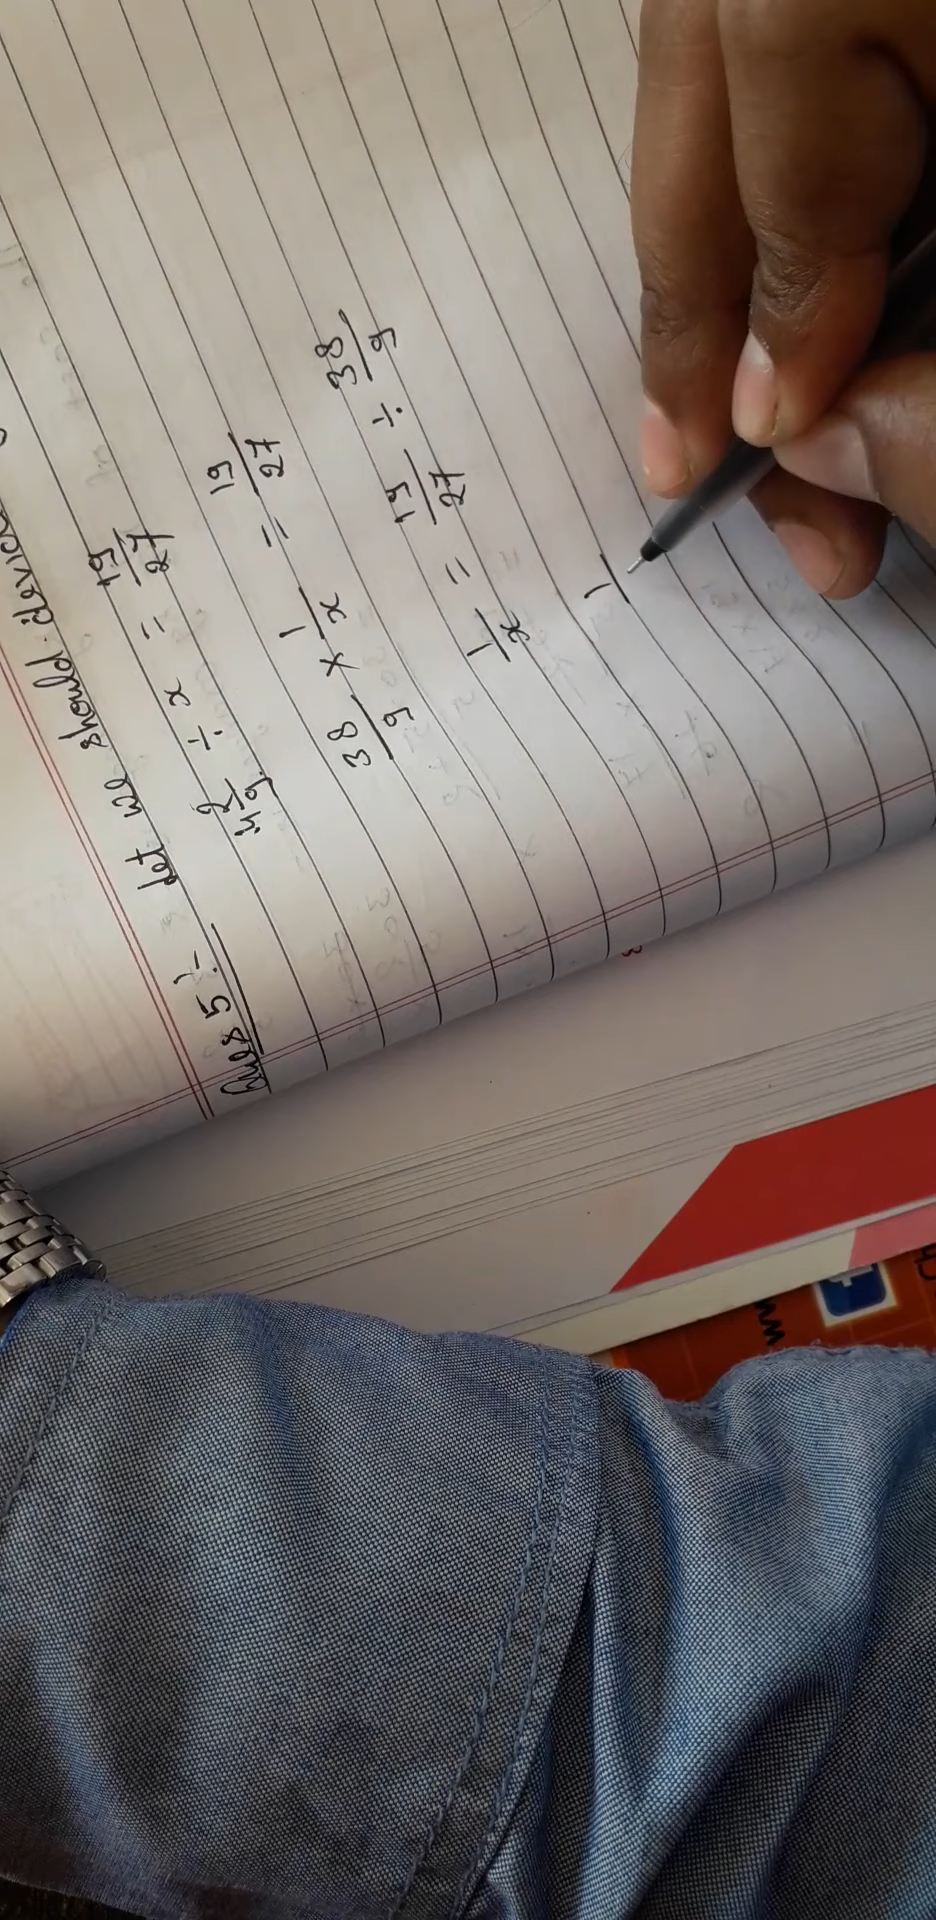 Ques 5:- let we should devide
4 2/9 ÷ x = 19/27
38/9 × 1/x = 19/27
1/x = 19/27 ÷ 38/9
1